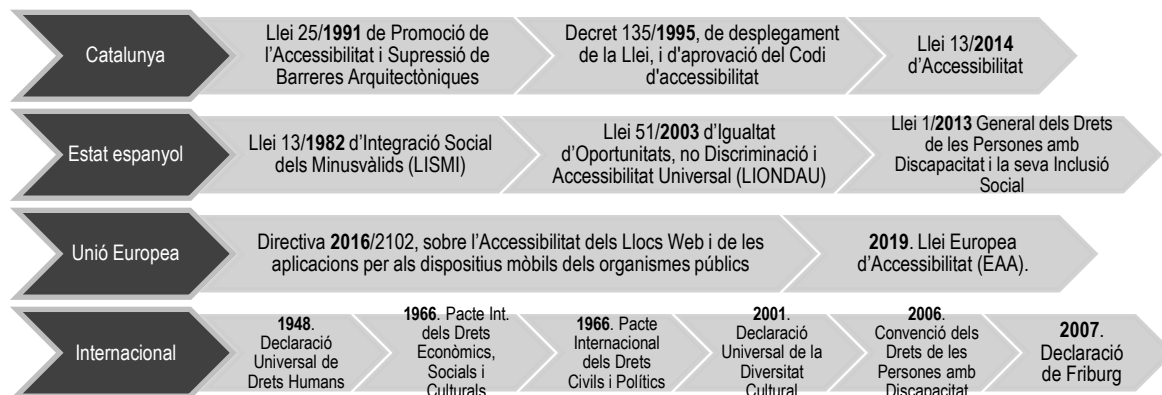 Catalunya
Llei 25/1991 de Promoció de
l’Accessibilitat i Supressió de
Barreres Arquitectòniques
Decret 135/1995, de desplegament
de la Llei, i d'aprovació del Codi
d'accessibilitat
Llei 13/2014
d’Accessibilitat
Estat espanyol
Llei 13/1982 d’Integració Social
dels Minusvàlids (LISMI)
Llei 51/2003 d’Igualtat
d’Oportunitats, no Discriminació i
Accessibilitat Universal (LIONDAU)
Llei 1/2013 General dels Drets
de les Persones amb
Discapacitat i la seva Inclusió
Social
Unió Europea
Directiva 2016/2102, sobre l’Accessibilitat dels Llocs Web i de les
aplicacions per als dispositius mòbils dels organismes públics
2019. Llei Europea
d’Accessibilitat (EAA).
Internacional
1948.
Declaració
Universal de
Drets Humans
1966. Pacte Int.
dels Drets
Econòmics,
Socials i
Culturals
1966. Pacte
Internacional
dels Drets
Civils i Polítics
2001.
Declaració
Universal de la
Diversitat
Cultural
2006.
Convenció dels
Drets de les
Persones amb
Discapacitat
2007.
Declaració
de Friburg